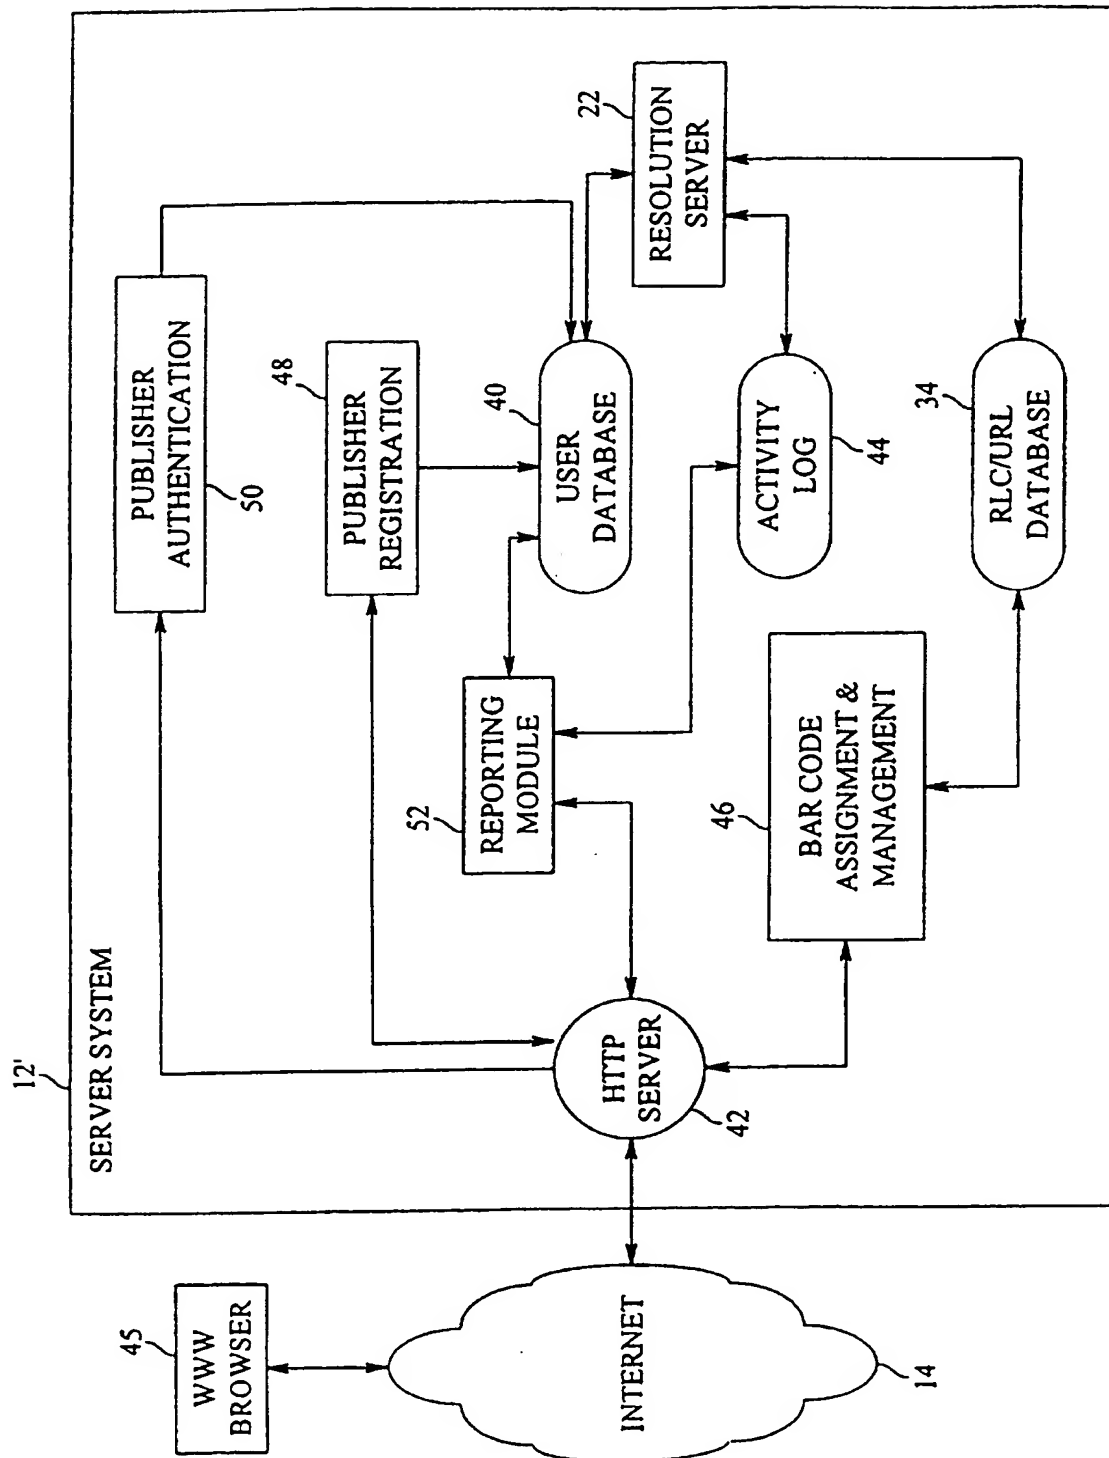 12'
SERVER SYSTEM
45
WWW
BROWSER
INTERNET
14
HTTP
SERVER
42
PUBLISHER
AUTHENTICATION
50
48
PUBLISHER
REGISTRATION
52
REPORTING
MODULE
40
USER
DATABASE
22
RESOLUTION
SERVER
ACTIVITY
LOG
44
46
BAR CODE
ASSIGNMENT &
MANAGEMENT
34
RLC/URL
DATABASE